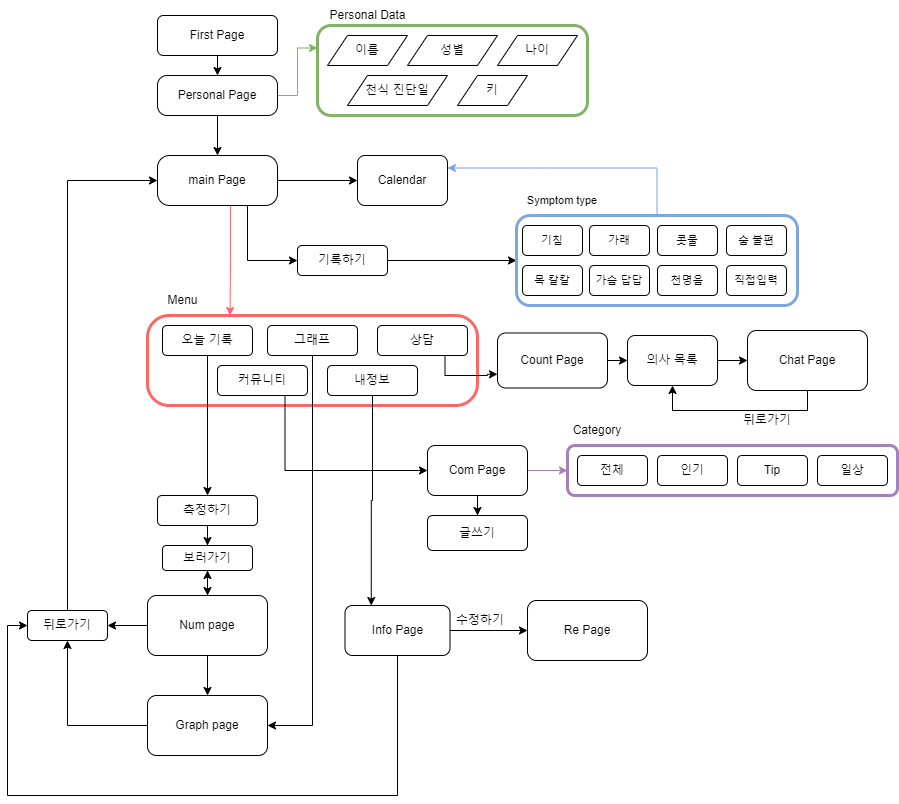 Personal Data
First Page
이름
성별
나이
Personal Page
천식 진단일
키
main Page
Calendar
Symptom type
기침
가래
콧물
숨 불편
기록하기
목 칼칼
가슴 답답
천명음
직접입력
Menu
오늘 기록
그래프
상담
커뮤니티
내정보
Count Page
의사 목록
Chat Page
뒤로가기
Category
Com Page
전체
인기
Tip
일상
측정하기
글쓰기
보러가기
뒤로가기
Num page
Info Page
수정하기
Re Page
Graph page